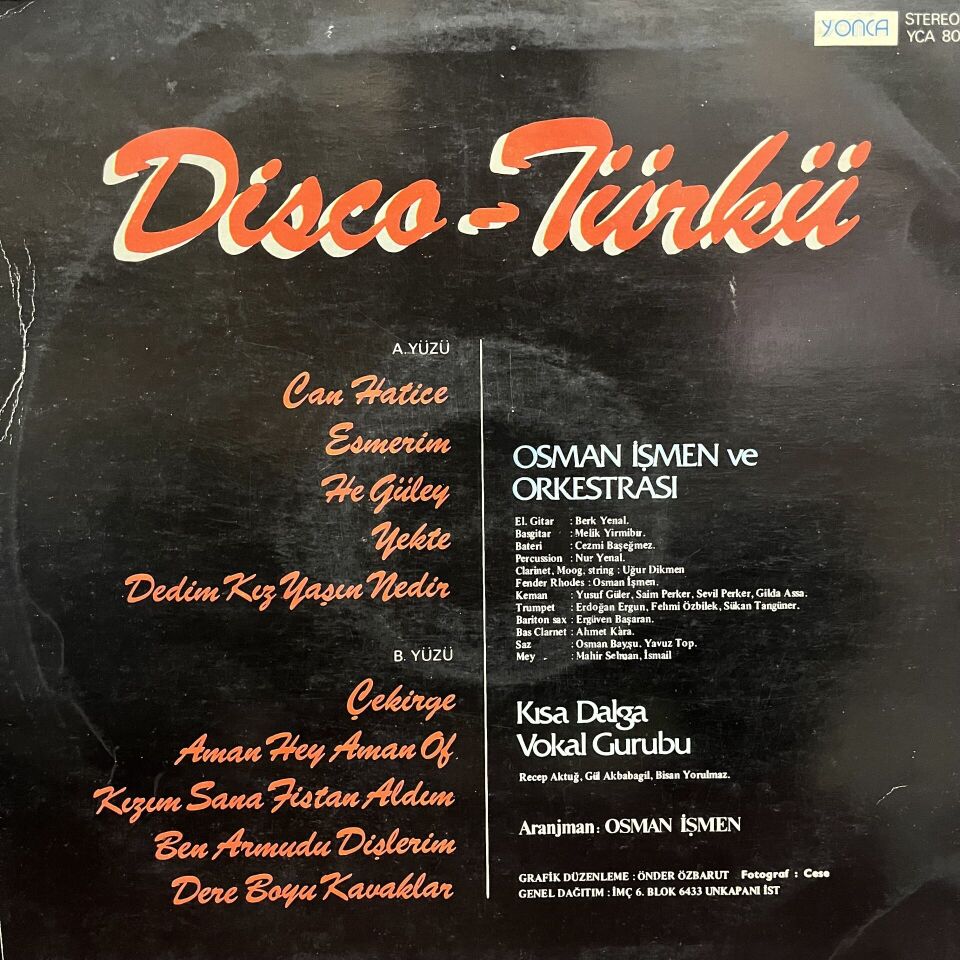 YONCA
STEREO
YCA 80
Disco-Türkü
A.YÜZÜ
Can Hatice
Esmerim
He Güley
Yekte
Dedim Kız Yaşın Nedir
B. YÜZÜ
Çekirge
Aman Hey Aman Of
Kızım Sana Fistan Aldım
Ben Armudu Dişlerim
Dere Boyu Kavaklar
OSMAN İŞMEN ve
ORKESTRASI
El. Gitar : Berk Yenal.
Basgitar : Melik Yirmibir.
Bateri : Cezmi Başeğmez.
Percussion : Nur Yenal.
Clarinet, Moog, string : Uğur Dikmen
Fender Rhodes : Osman İşmen.
Keman : Yusuf Güler, Saim Perker, Sevil Perker, Gilda Assa.
Trumpet : Erdoğan Ergun, Fehmi Özbilek, Sükan Tangüner.
Bariton sax : Ergüven Başaran.
Bas Clarnet : Ahmet Kara.
Saz : Osman Bayşu, Yavuz Top.
Mey : Mahir Selman, İsmail
Kısa Dalga
Vokal Gurubu
Recep Aktuğ, Gül Akbabagil, Bisan Yorulmaz.
Aranjman: OSMAN İŞMEN
GRAFİK DÜZENLEME : ÖNDER ÖZBARUT Fotograf : Cese
GENEL DAĞITIM : İMÇ 6. BLOK 6433 UNKAPANI İST